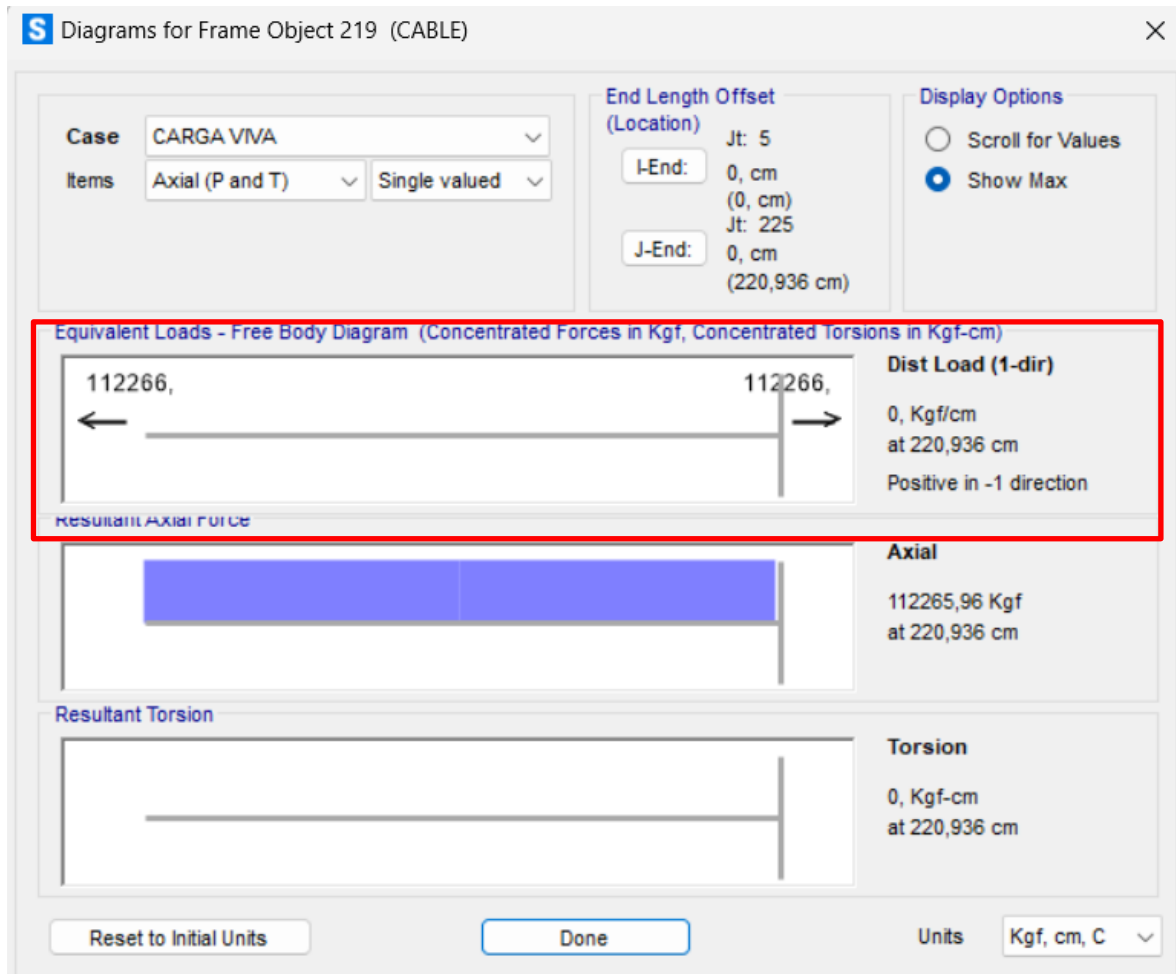 S Diagrams for Frame Object 219 (CABLE)
Case CARGA VIVA
Items Axial (P and T) Single valued
End Length Offset
(Location)
I-End:
Jt: 5
0, cm
(0, cm)
J-End:
Jt: 225
0, cm
(220,936 cm)
Display Options
Scroll for Values
Show Max
Equivalent Loads - Free Body Diagram (Concentrated Forces in Kgf, Concentrated Torsions in Kgf-cm)
112266, 112266,
Dist Load (1-dir)
0, Kgf/cm
at 220,936 cm
Positive in -1 direction
Resultant Axial Force
Axial
112265,96 Kgf
at 220,936 cm
Resultant Torsion
Torsion
0, Kgf-cm
at 220,936 cm
Reset to Initial Units Done Units Kgf, cm, C